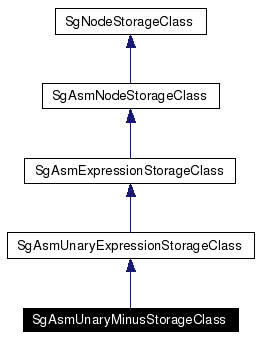 SgNodeStorageClass
SgAsmNodeStorageClass
SgAsmExpressionStorageClass
SgAsmUnaryExpressionStorageClass
SgAsmUnaryMinusStorageClass